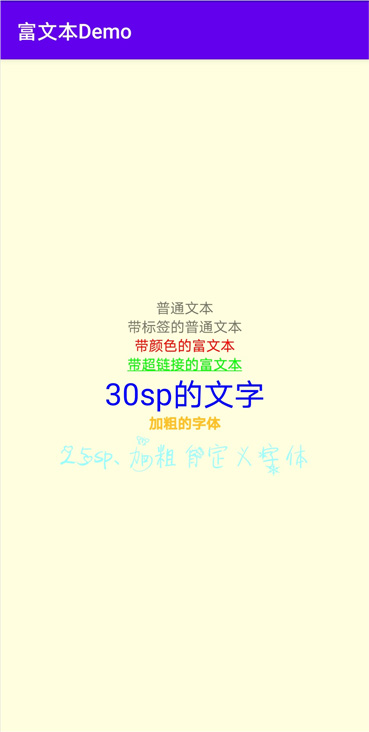 富文本Demo
普通文本
带标签的普通文本
带颜色的富文本
带超链接的富文本
30sp的文字
加粗的字体
25sp、加粗自定义字体